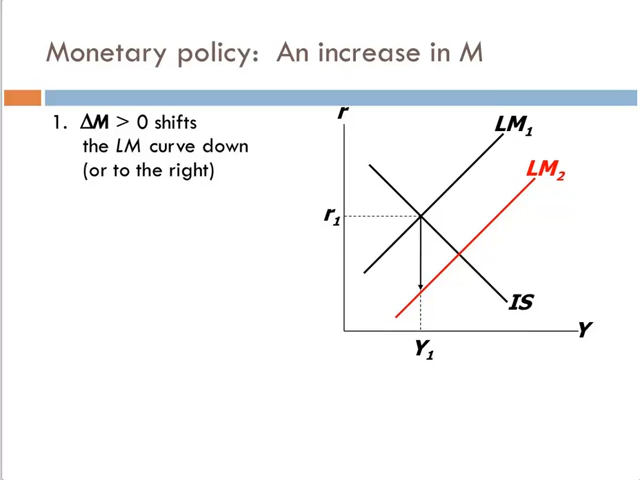 Monetary policy: An increase in M
1. ΔM > 0 shifts
the LM curve down
(or to the right)
r
LM₁
LM₂
r₁
IS
Y
Y₁